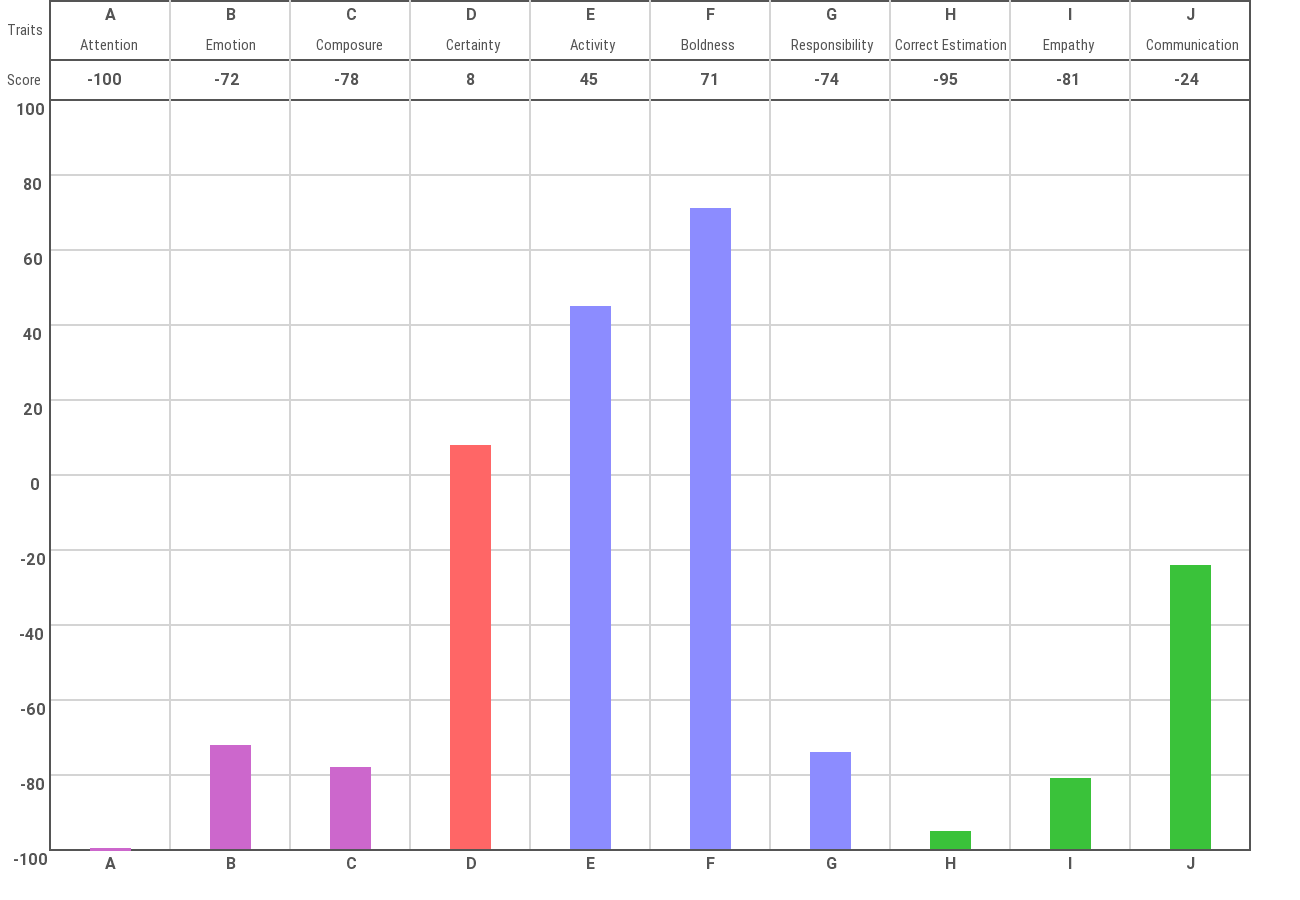 A B C D E F G H I J
Traits
Attention Emotion Composure Certainty Activity Boldness Responsibility Correct Estimation Empathy Communication
Score -100 -72 -78 8 45 71 -74 -95 -81 -24
100
80
60
40
20
0
-20
-40
-60
-80
-100
A B C D E F G H I J